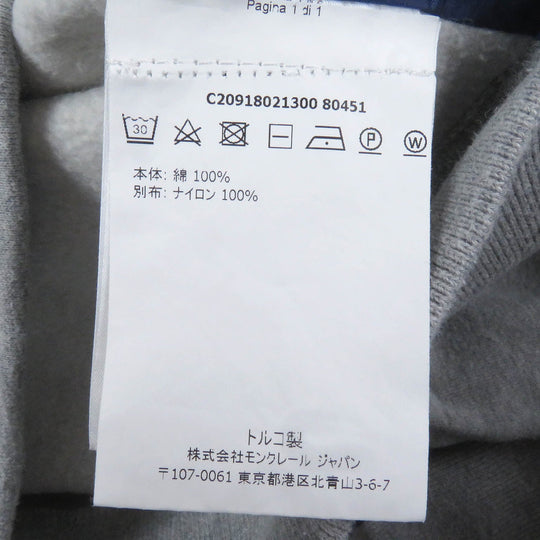 Pagina 1 di 1
C20918021300 80451
30
P
W
本体: 綿 100%
別布: ナイロン 100%
トルコ製
株式会社モンクレール ジャパン
〒107-0061 東京都港区北青山3-6-7